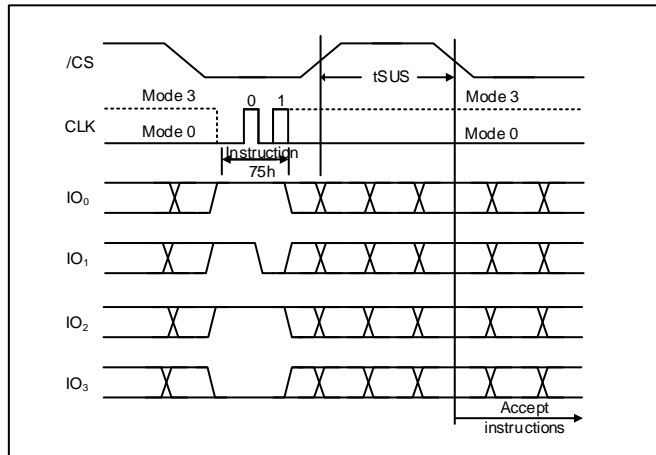 /CS
tSUS
Mode 3 0 1 Mode 3
CLK
Mode 0 Mode 0
Instruction
75h
IO₀
IO₁
IO₂
IO₃
Accept
instructions